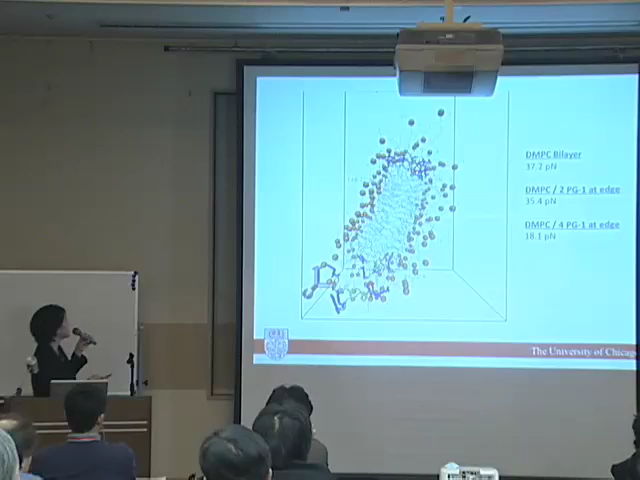 DMPC Bilayer
37.2 pN
DMPC / 2 PG-1 at edge
35.4 pN
DMPC / 4 PG-1 at edge
18.1 pN
The University of Chicago